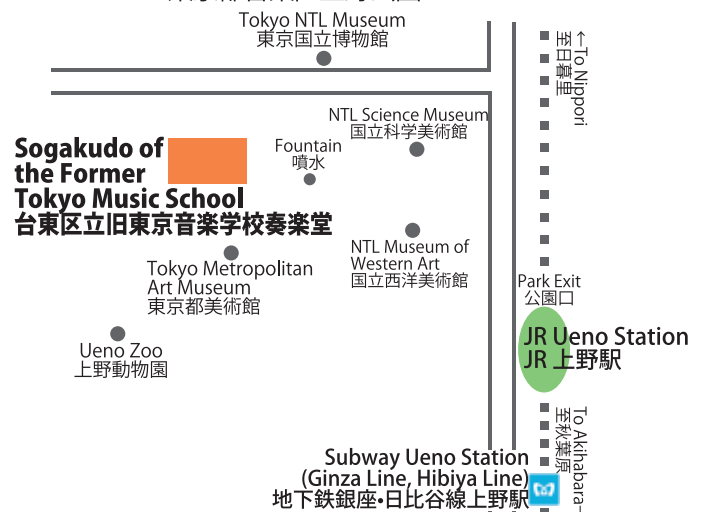 Tokyo NTL Museum
東京国立博物館
←To Nippori
至日暮里
NTL Science Museum
国立科学美術館
Fountain
噴水
Sogakudo of
the Former
Tokyo Music School
台東区立旧東京音楽学校奏楽堂
NTL Museum of
Western Art
国立西洋美術館
Tokyo Metropolitan
Art Museum
東京都美術館
Park Exit
公園口
JR Ueno Station
JR 上野駅
Ueno Zoo
上野動物園
To Akihabara
至秋葉原
Subway Ueno Station
(Ginza Line, Hibiya Line)
地下鉄銀座•日比谷線上野駅